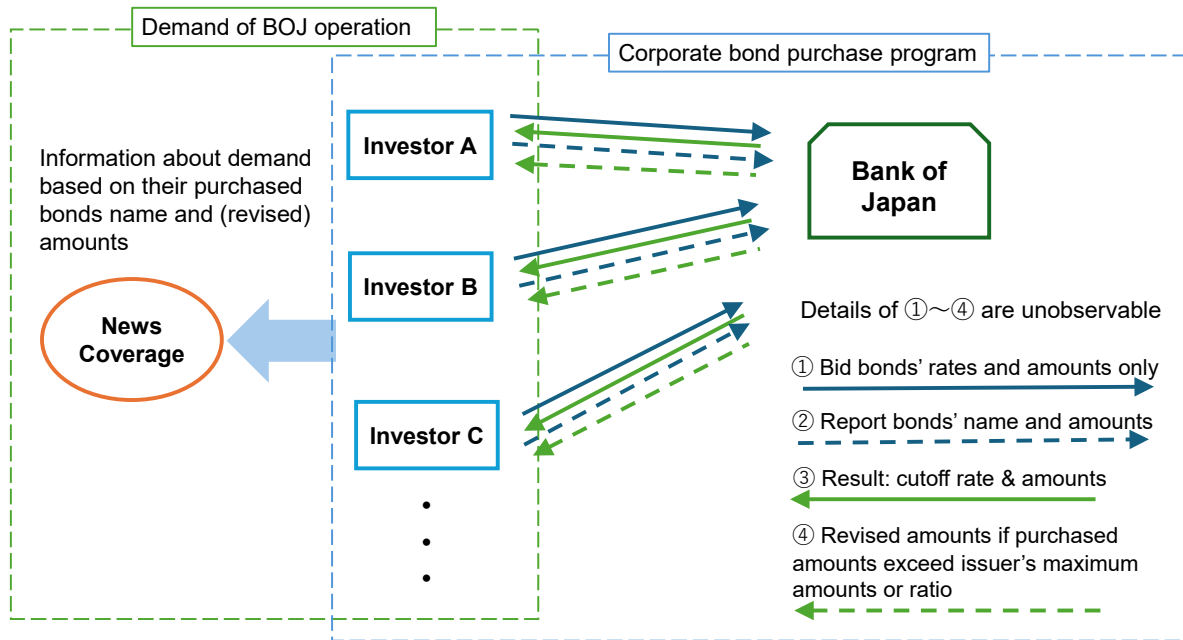 Demand of BOJ operation
Corporate bond purchase program
Information about demand
based on their purchased
bonds name and (revised)
amounts
News
Coverage
Investor A
Investor B
Investor C
Bank of
Japan
Details of ①～④ are unobservable
① Bid bonds' rates and amounts only
② Report bonds' name and amounts
③ Result: cutoff rate & amounts
④ Revised amounts if purchased
amounts exceed issuer's maximum
amounts or ratio